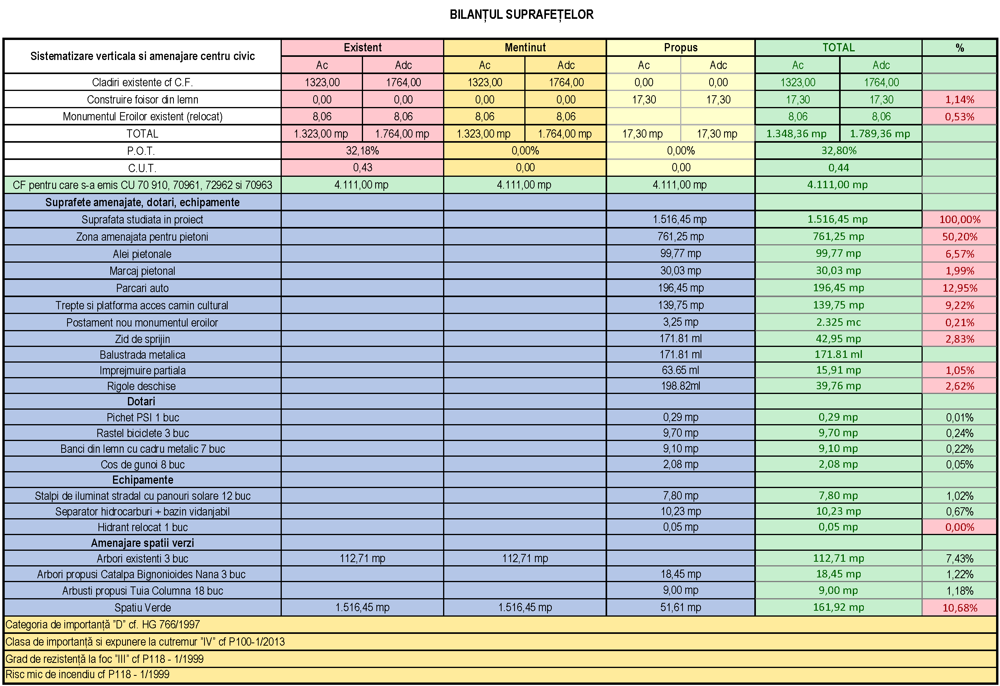 BILANȚUL SUPRAFEȚELOR
Sistematizare verticala si amenajare centru civic Existent Mentinut Propus TOTAL %
Ac Adc Ac Adc Ac Adc Ac Adc
Cladiri existente cf C.F. 1323,00 1764,00 1323,00 1764,00 0,00 0,00 1323,00 1764,00
Construire foisor din lemn 0,00 0,00 0,00 0,00 17,30 17,30 17,30 17,30 1,14%
Monumentul Eroilor existent (relocat) 8,06 8,06 8,06 8,06 8,06 8,06 0,53%
TOTAL 1.323,00 mp 1.764,00 mp 1.323,00 mp 1.764,00 mp 17,30 mp 17,30 mp 1.348,36 mp 1.789,36 mp
P.O.T. 32,18% 0,00% 0,00% 32,80%
C.U.T. 0,43 0,00 0,00 0,44
CF pentru care s-a emis CU 70 910, 70961, 72962 si 70963 4.111,00 mp 4.111,00 mp 4.111,00 mp 4.111,00 mp
Suprafete amenajate, dotari, echipamente
Suprafata studiata in proiect 1.516,45 mp 1.516,45 mp 100,00%
Zona amenajata pentru pietoni 761,25 mp 761,25 mp 50,20%
Alei pietonale 99,77 mp 99,77 mp 6,57%
Marcaj pietonal 30,03 mp 30,03 mp 1,99%
Parcari auto 196,45 mp 196,45 mp 12,95%
Trepte si platforma acces camin cultural 139,75 mp 139,75 mp 9,22%
Postament nou monumentul eroilor 3,25 mp 2.325 mc 0,21%
Zid de sprijin 171.81 ml 42,95 mp 2,83%
Balustrada metalica 171.81 ml 171.81 ml
Imprejmuire partiala 63.65 ml 15,91 mp 1,05%
Rigole deschise 198.82ml 39,76 mp 2,62%
Dotari
Pichet PSI 1 buc 0,29 mp 0,29 mp 0,01%
Rastel biciclete 3 buc 9,70 mp 9,70 mp 0,24%
Banci din lemn cu cadru metalic 7 buc 9,10 mp 9,10 mp 0,22%
Cos de gunoi 8 buc 2,08 mp 2,08 mp 0,05%
Echipamente
Stalpi de iluminat stradal cu panouri solare 12 buc 7,80 mp 7,80 mp 1,02%
Separator hidrocarburi + bazin vidanjabil 10,23 mp 10,23 mp 0,67%
Hidrant relocat 1 buc 0,05 mp 0,05 mp 0,00%
Amenajare spatii verzi
Arbori existenti 3 buc 112,71 mp 112,71 mp 112,71 mp 7,43%
Arbori propusi Catalpa Bignonioides Nana 3 buc 18,45 mp 18,45 mp 1,22%
Arbusti propusi Tuia Columna 18 buc 9,00 mp 9,00 mp 1,18%
Spatiu Verde 1.516,45 mp 1.516,45 mp 51,61 mp 161,92 mp 10,68%
Categoria de importanță ”D” cf. HG 766/1997
Clasa de importanță si expunere la cutremur ”IV” cf P100-1/2013
Grad de rezistență la foc ”III” cf P118 - 1/1999
Risc mic de incendiu cf P118 - 1/1999